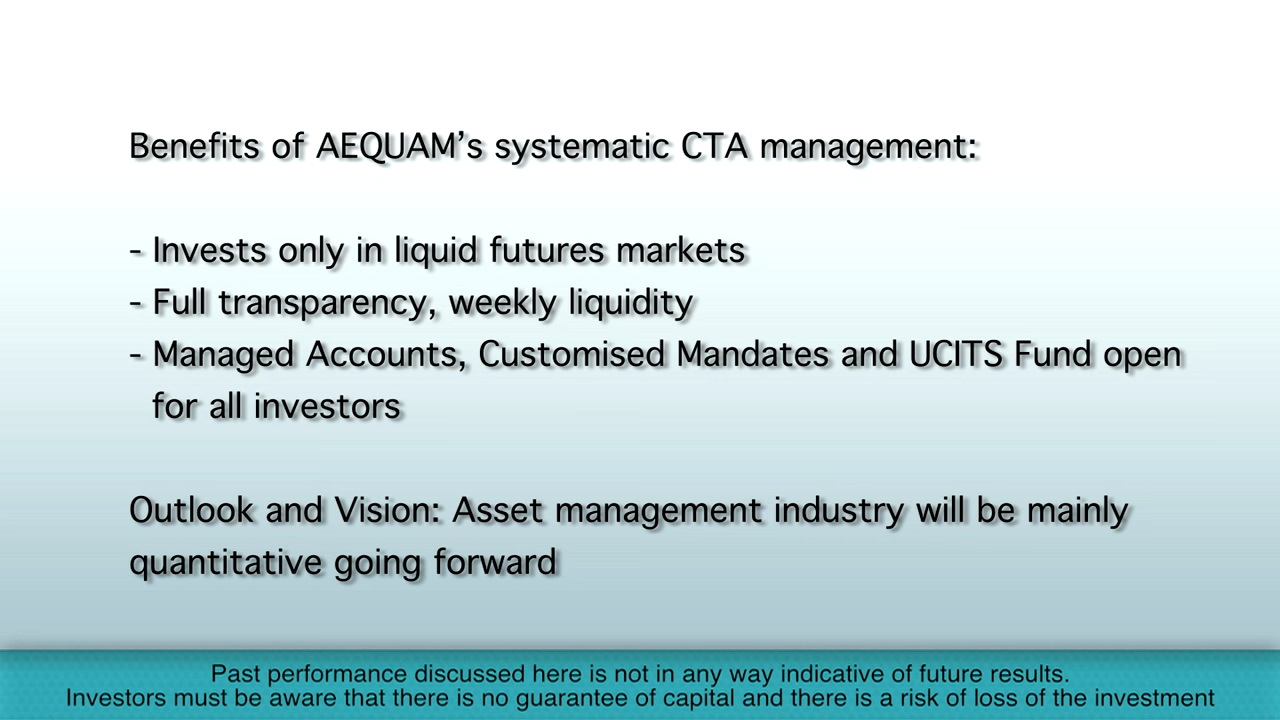 Benefits of AEQUAM’s systematic CTA management:
- Invests only in liquid futures markets
- Full transparency, weekly liquidity
- Managed Accounts, Customised Mandates and UCITS Fund open
for all investors
Outlook and Vision: Asset management industry will be mainly
quantitative going forward
Past performance discussed here is not in any way indicative of future results.
Investors must be aware that there is no guarantee of capital and there is a risk of loss of the investment